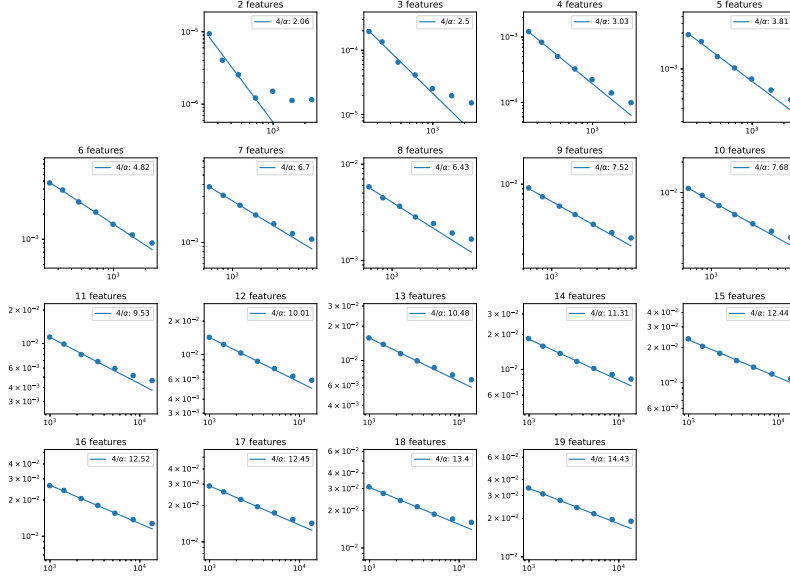 2 features
3 features
4 features
5 features
4/α: 2.06
4/α: 2.5
4/α: 3.03
4/α: 3.81
10⁻⁵
10⁻⁶
10⁻⁴
10⁻⁵
10⁻³
10⁻⁴
10⁻³
10³
10³
10³
10³
6 features
7 features
8 features
9 features
10 features
4/α: 4.82
4/α: 6.7
4/α: 6.43
4/α: 7.52
4/α: 7.68
10⁻³
10⁻³
10⁻²
10⁻³
10⁻²
10⁻²
10³
10³
10³
10³
10³
11 features
12 features
13 features
14 features
15 features
4/α: 9.53
4/α: 10.01
4/α: 10.48
4/α: 11.31
4/α: 12.44
2 × 10⁻²
10⁻²
6 × 10⁻³
4 × 10⁻³
3 × 10⁻³
2 × 10⁻²
10⁻²
6 × 10⁻³
4 × 10⁻³
3 × 10⁻³
3 × 10⁻²
2 × 10⁻²
10⁻²
6 × 10⁻³
4 × 10⁻³
3 × 10⁻²
2 × 10⁻²
10⁻²
6 × 10⁻³
4 × 10⁻²
3 × 10⁻²
2 × 10⁻²
10⁻²
6 × 10⁻³
10³
10⁴
10³
10⁴
10³
10⁴
10³
10⁴
10³
10⁴
16 features
17 features
18 features
19 features
4/α: 12.52
4/α: 12.45
4/α: 13.4
4/α: 14.43
4 × 10⁻²
3 × 10⁻²
2 × 10⁻²
10⁻²
4 × 10⁻²
3 × 10⁻²
2 × 10⁻²
10⁻²
6 × 10⁻²
4 × 10⁻²
3 × 10⁻²
2 × 10⁻²
10⁻²
6 × 10⁻²
4 × 10⁻²
3 × 10⁻²
2 × 10⁻²
10⁻²
10³
10⁴
10³
10⁴
10³
10⁴
10³
10⁴